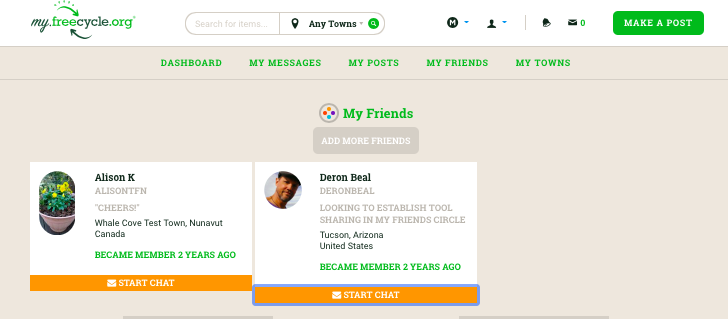 my.freecycle.org®
Search for items...
Any Towns
M
0
MAKE A POST
DASHBOARD MY MESSAGES MY POSTS MY FRIENDS MY TOWNS
My Friends
ADD MORE FRIENDS
Alison K
ALISONTFN
"CHEERS!"
Whale Cove Test Town, Nunavut
Canada
BECAME MEMBER 2 YEARS AGO
START CHAT
Deron Beal
DERONBEAL
LOOKING TO ESTABLISH TOOL
SHARING IN MY FRIENDS CIRCLE
Tucson, Arizona
United States
BECAME MEMBER 2 YEARS AGO
START CHAT